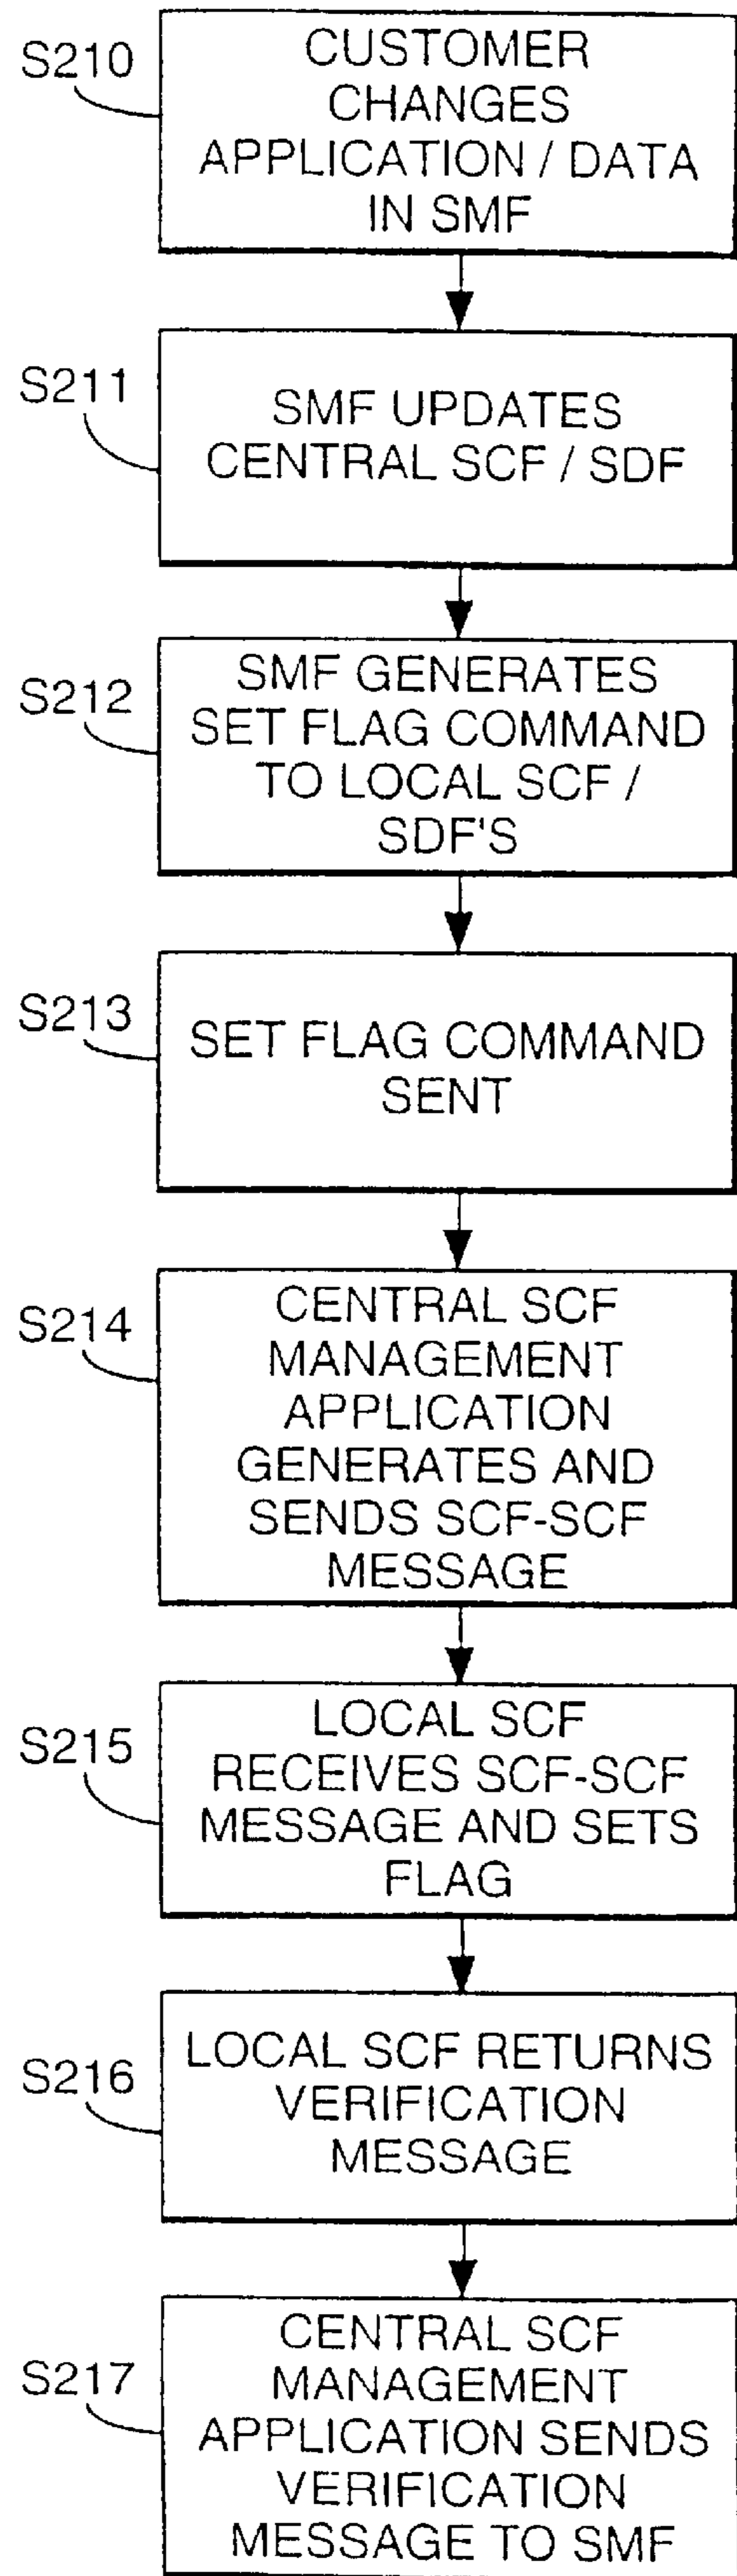 S210
CUSTOMER
CHANGES
APPLICATION / DATA
IN SMF
S211
SMF UPDATES
CENTRAL SCF / SDF
S212
SMF GENERATES
SET FLAG COMMAND
TO LOCAL SCF /
SDF'S
S213
SET FLAG COMMAND
SENT
S214
CENTRAL SCF
MANAGEMENT
APPLICATION
GENERATES AND
SENDS SCF-SCF
MESSAGE
S215
LOCAL SCF
RECEIVES SCF-SCF
MESSAGE AND SETS
FLAG
S216
LOCAL SCF RETURNS
VERIFICATION
MESSAGE
S217
CENTRAL SCF
MANAGEMENT
APPLICATION SENDS
VERIFICATION
MESSAGE TO SMF